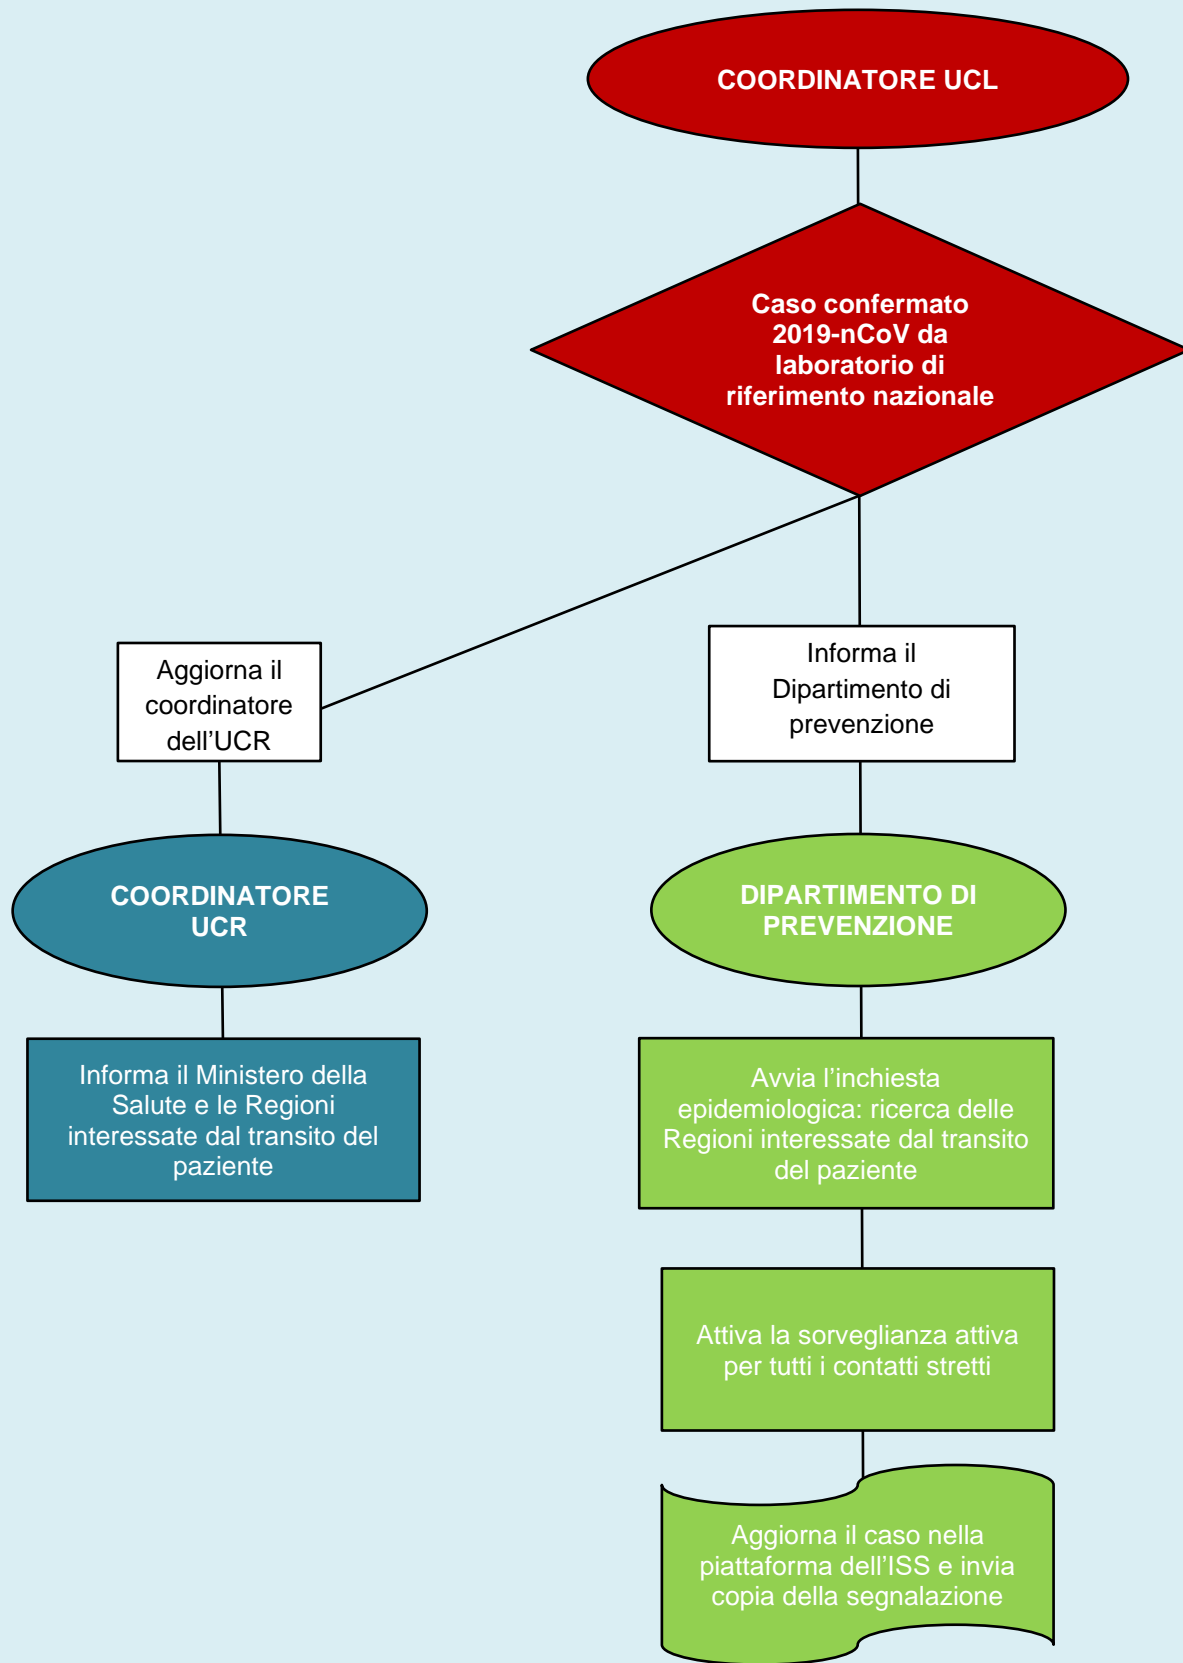 COORDINATORE UCL
Caso confermato
2019-nCoV da
laboratorio di
riferimento nazionale
Aggiorna il
coordinatore
dell’UCR
Informa il
Dipartimento di
prevenzione
COORDINATORE
UCR
DIPARTIMENTO DI
PREVENZIONE
Informa il Ministero della
Salute e le Regioni
interessate dal transito del
paziente
Avvia l’inchiesta
epidemiologica: ricerca delle
Regioni interessate dal transito
del paziente
Attiva la sorveglianza attiva
per tutti i contatti stretti
Aggiorna il caso nella
piattaforma dell’ISS e invia
copia della segnalazione